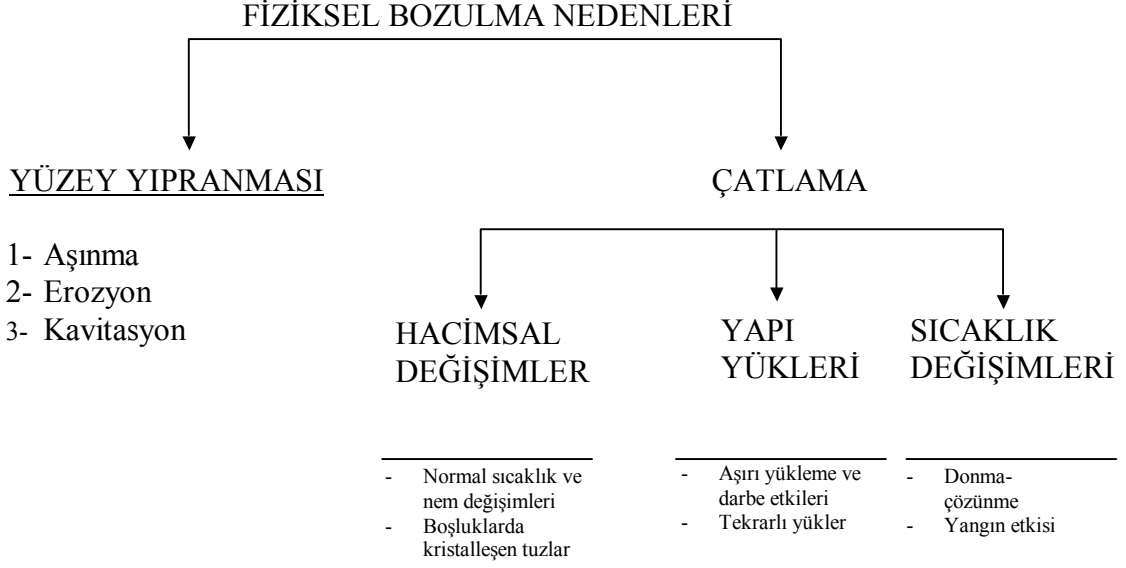 FİZİKSEL BOZULMA NEDENLERİ
YÜZEY YIPRANMASI
1- Aşınma
2- Erozyon
3- Kavitasyon
ÇATLAMA
HACİMSAL
DEĞİŞİMLER
- Normal sıcaklık ve
nem değişimleri
- Boşluklarda
kristalleşen tuzlar
YAPI
YÜKLERİ
- Aşırı yükleme ve
darbe etkileri
- Tekrarlı yükler
SICAKLIK
DEĞİŞİMLERİ
- Donma-
çözünme
- Yangın etkisi